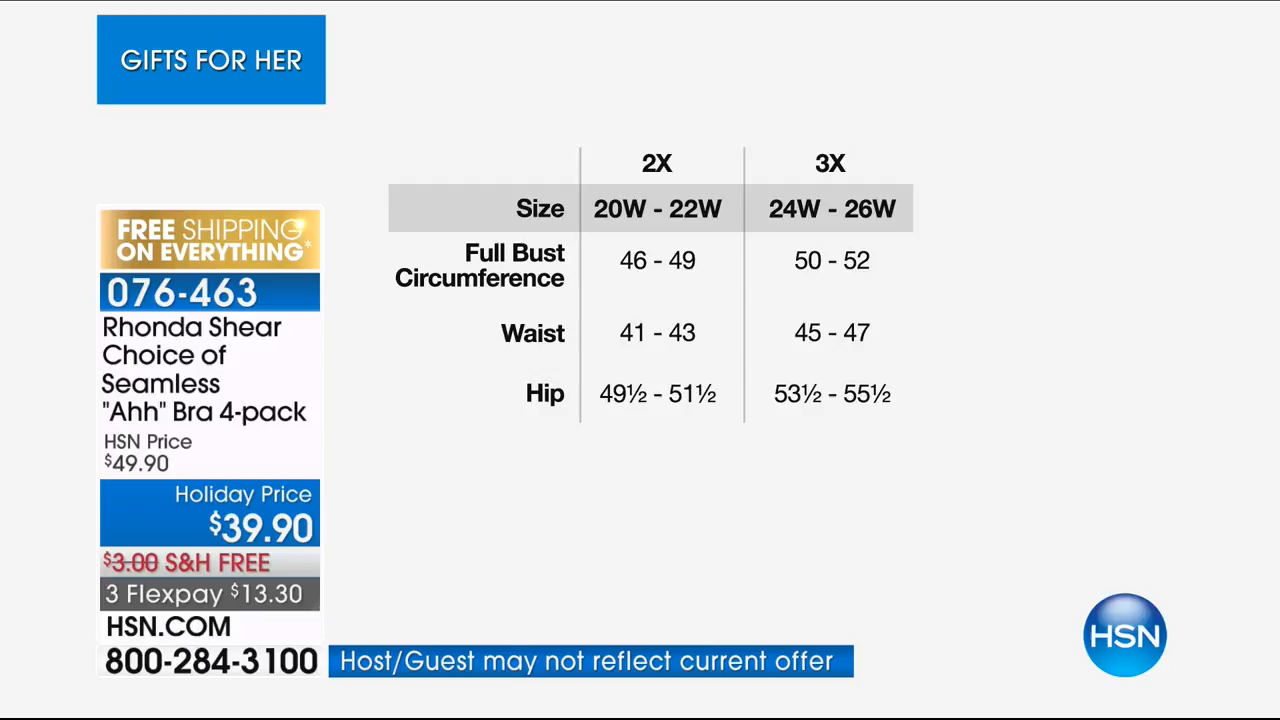 GIFTS FOR HER
2X 3X
Size 20W - 22W 24W - 26W
Full Bust
Circumference 46 - 49 50 - 52
Waist 41 - 43 45 - 47
Hip 49½ - 51½ 53½ - 55½
FREE SHIPPING
ON EVERYTHING*
076-463
Rhonda Shear
Choice of
Seamless
"Ahh" Bra 4-pack
HSN Price
$49.90
Holiday Price
$39.90
$3.00 S&H FREE
3 Flexpay $13.30
HSN.COM
800-284-3100
Host/Guest may not reflect current offer
HSN